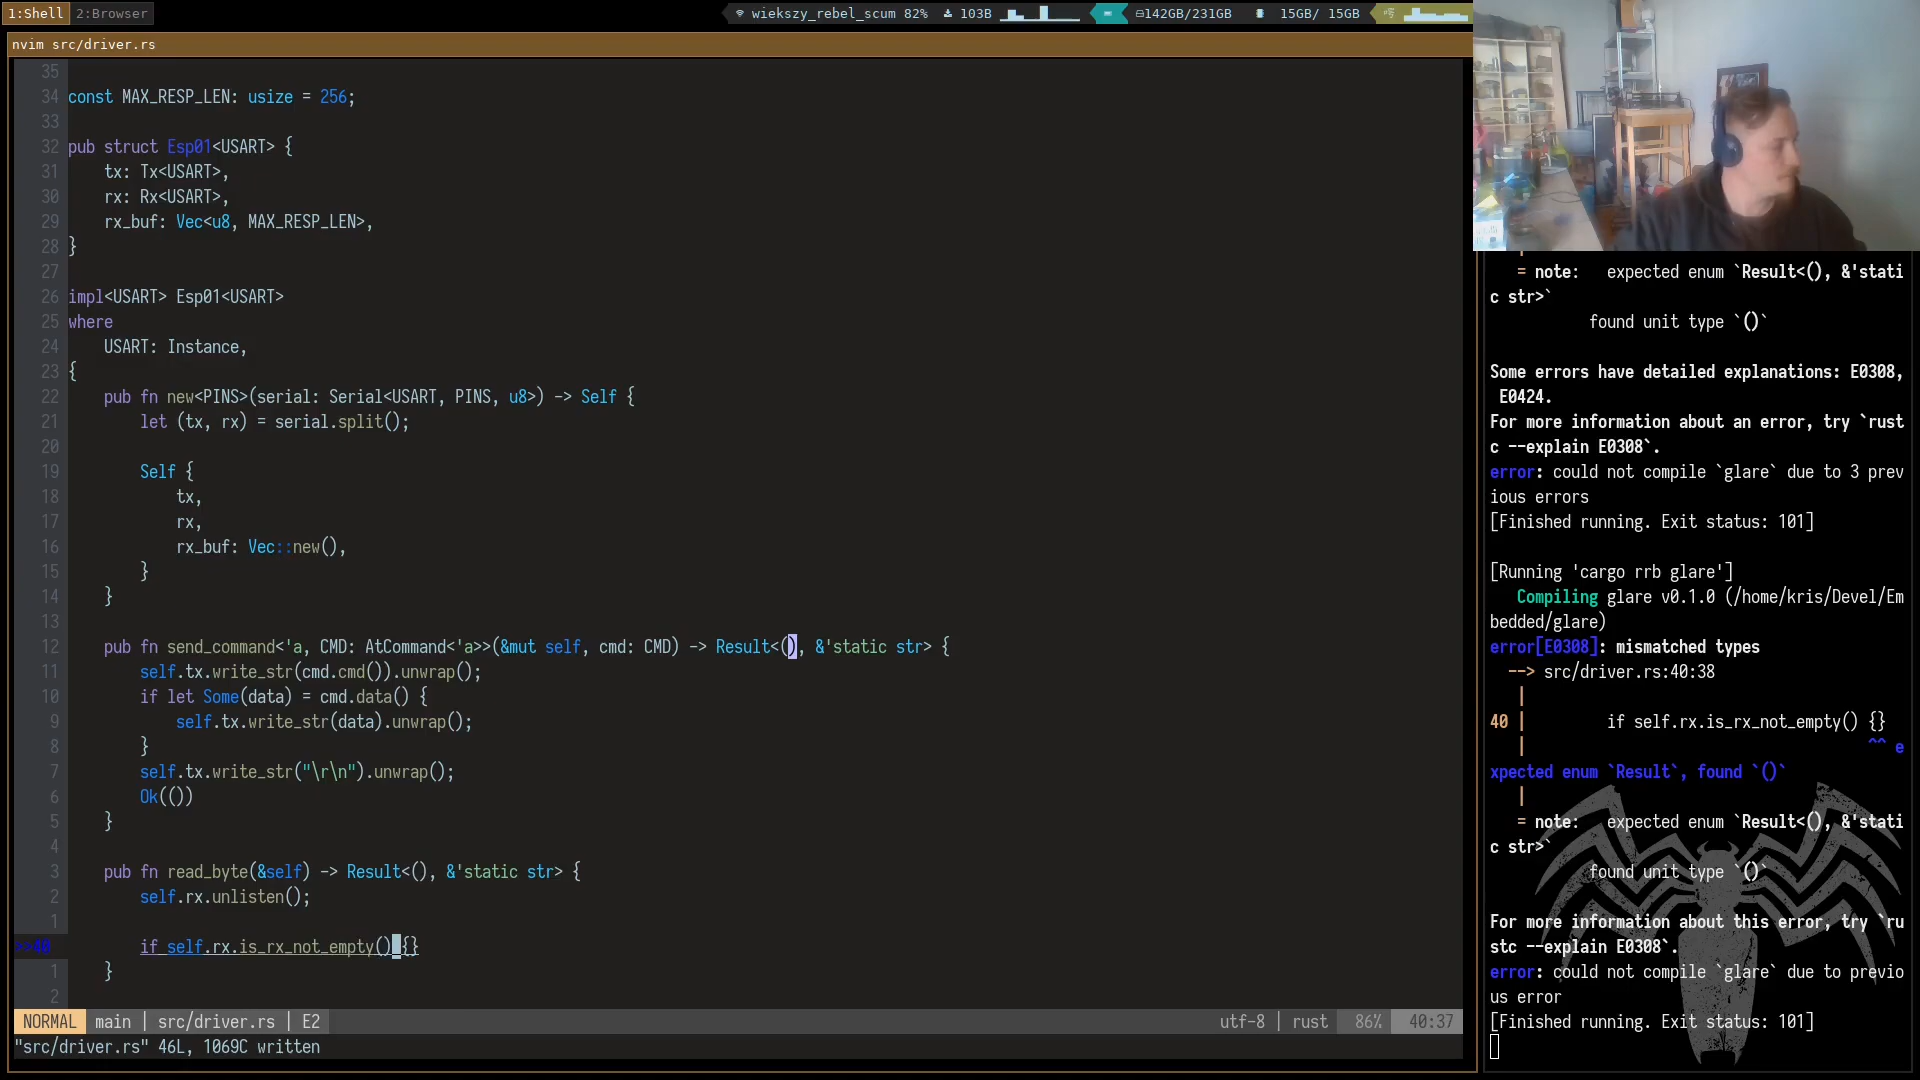 1:Shell 2:Browser
wiekszy_rebel_scum 82% 103B 142GB/231GB 15GB/ 15GB
nvim src/driver.rs
35
34 const MAX_RESP_LEN: usize = 256;
33
32 pub struct Esp01<USART> {
31     tx: Tx<USART>,
30     rx: Rx<USART>,
29     rx_buf: Vec<u8, MAX_RESP_LEN>,
28 }
27
26 impl<USART> Esp01<USART>
25 where
24     USART: Instance,
23 {
22     pub fn new<PINS>(serial: Serial<USART, PINS, u8>) -> Self {
21         let (tx, rx) = serial.split();
20
19         Self {
18             tx,
17             rx,
16             rx_buf: Vec::new(),
15         }
14     }
13
12     pub fn send_command<'a, CMD: AtCommand<'a>>(&mut self, cmd: CMD) -> Result<(), &'static str> {
11         self.tx.write_str(cmd.cmd()).unwrap();
10         if let Some(data) = cmd.data() {
9             self.tx.write_str(data).unwrap();
8         }
7         self.tx.write_str("\r\n").unwrap();
6         Ok(())
5     }
4
3     pub fn read_byte(&self) -> Result<(), &'static str> {
2         self.rx.unlisten();
1
>>40         if self.rx.is_rx_not_empty() {}
1     }
2
NORMAL main | src/driver.rs | E2 utf-8 | rust 86% 40:37
"src/driver.rs" 46L, 1069C written
= note:   expected enum `Result<(), &'stati
c str>`
found unit type `()`
Some errors have detailed explanations: E0308,
E0424.
For more information about an error, try `rust
c --explain E0308`.
error: could not compile `glare` due to 3 prev
ious errors
[Finished running. Exit status: 101]
[Running 'cargo rrb glare']
Compiling glare v0.1.0 (/home/kris/Devel/Em
bedded/glare)
error[E0308]: mismatched types
--> src/driver.rs:40:38
|
40 |         if self.rx.is_rx_not_empty() {}
|                                      ^^ e
xpected enum `Result`, found `()`
|
= note:   expected enum `Result<(), &'stati
c str>`
found unit type `()`
For more information about this error, try `ru
stc --explain E0308`.
error: could not compile `glare` due to previo
us error
[Finished running. Exit status: 101]